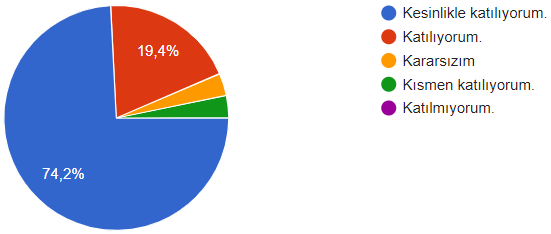 Kesinlikle katılıyorum.
Katılıyorum.
Kararsızım
Kısmen katılıyorum.
Katılmıyorum.
19,4%
74,2%